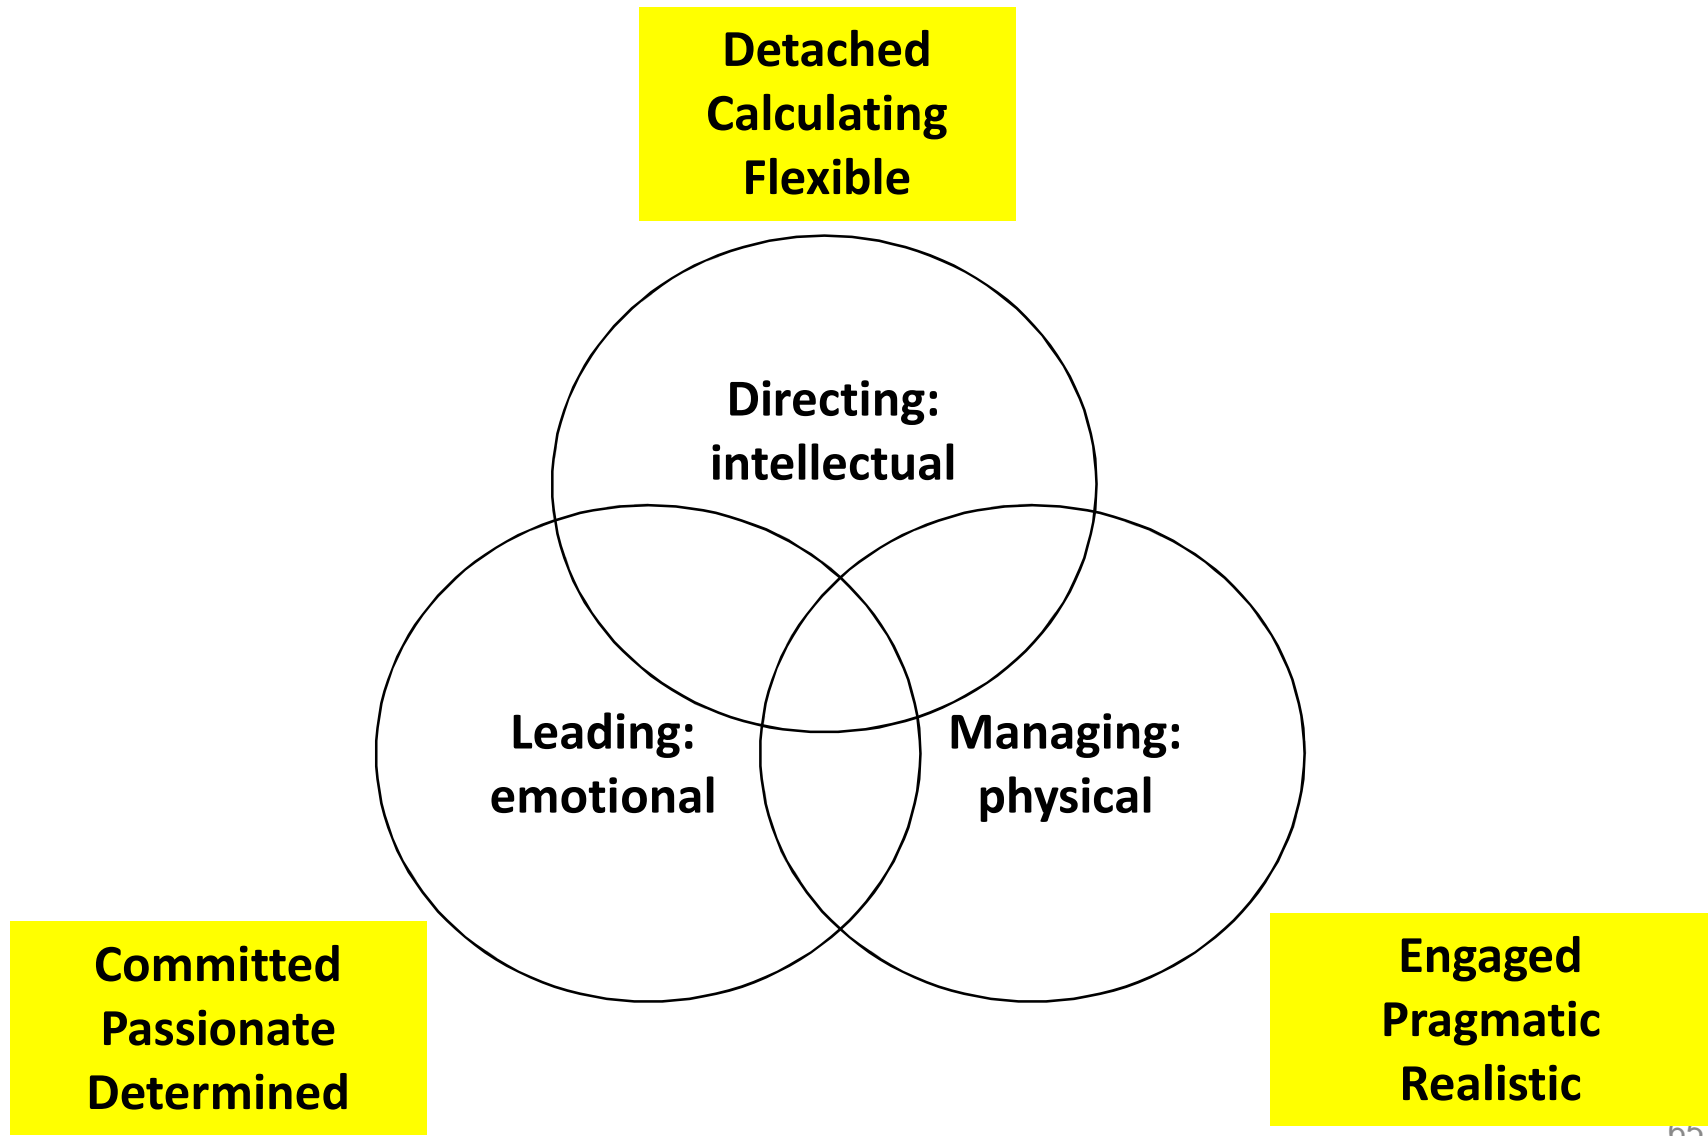 Detached
Calculating
Flexible
Directing:
intellectual
Leading:
emotional
Managing:
physical
Committed
Passionate
Determined
Engaged
Pragmatic
Realistic